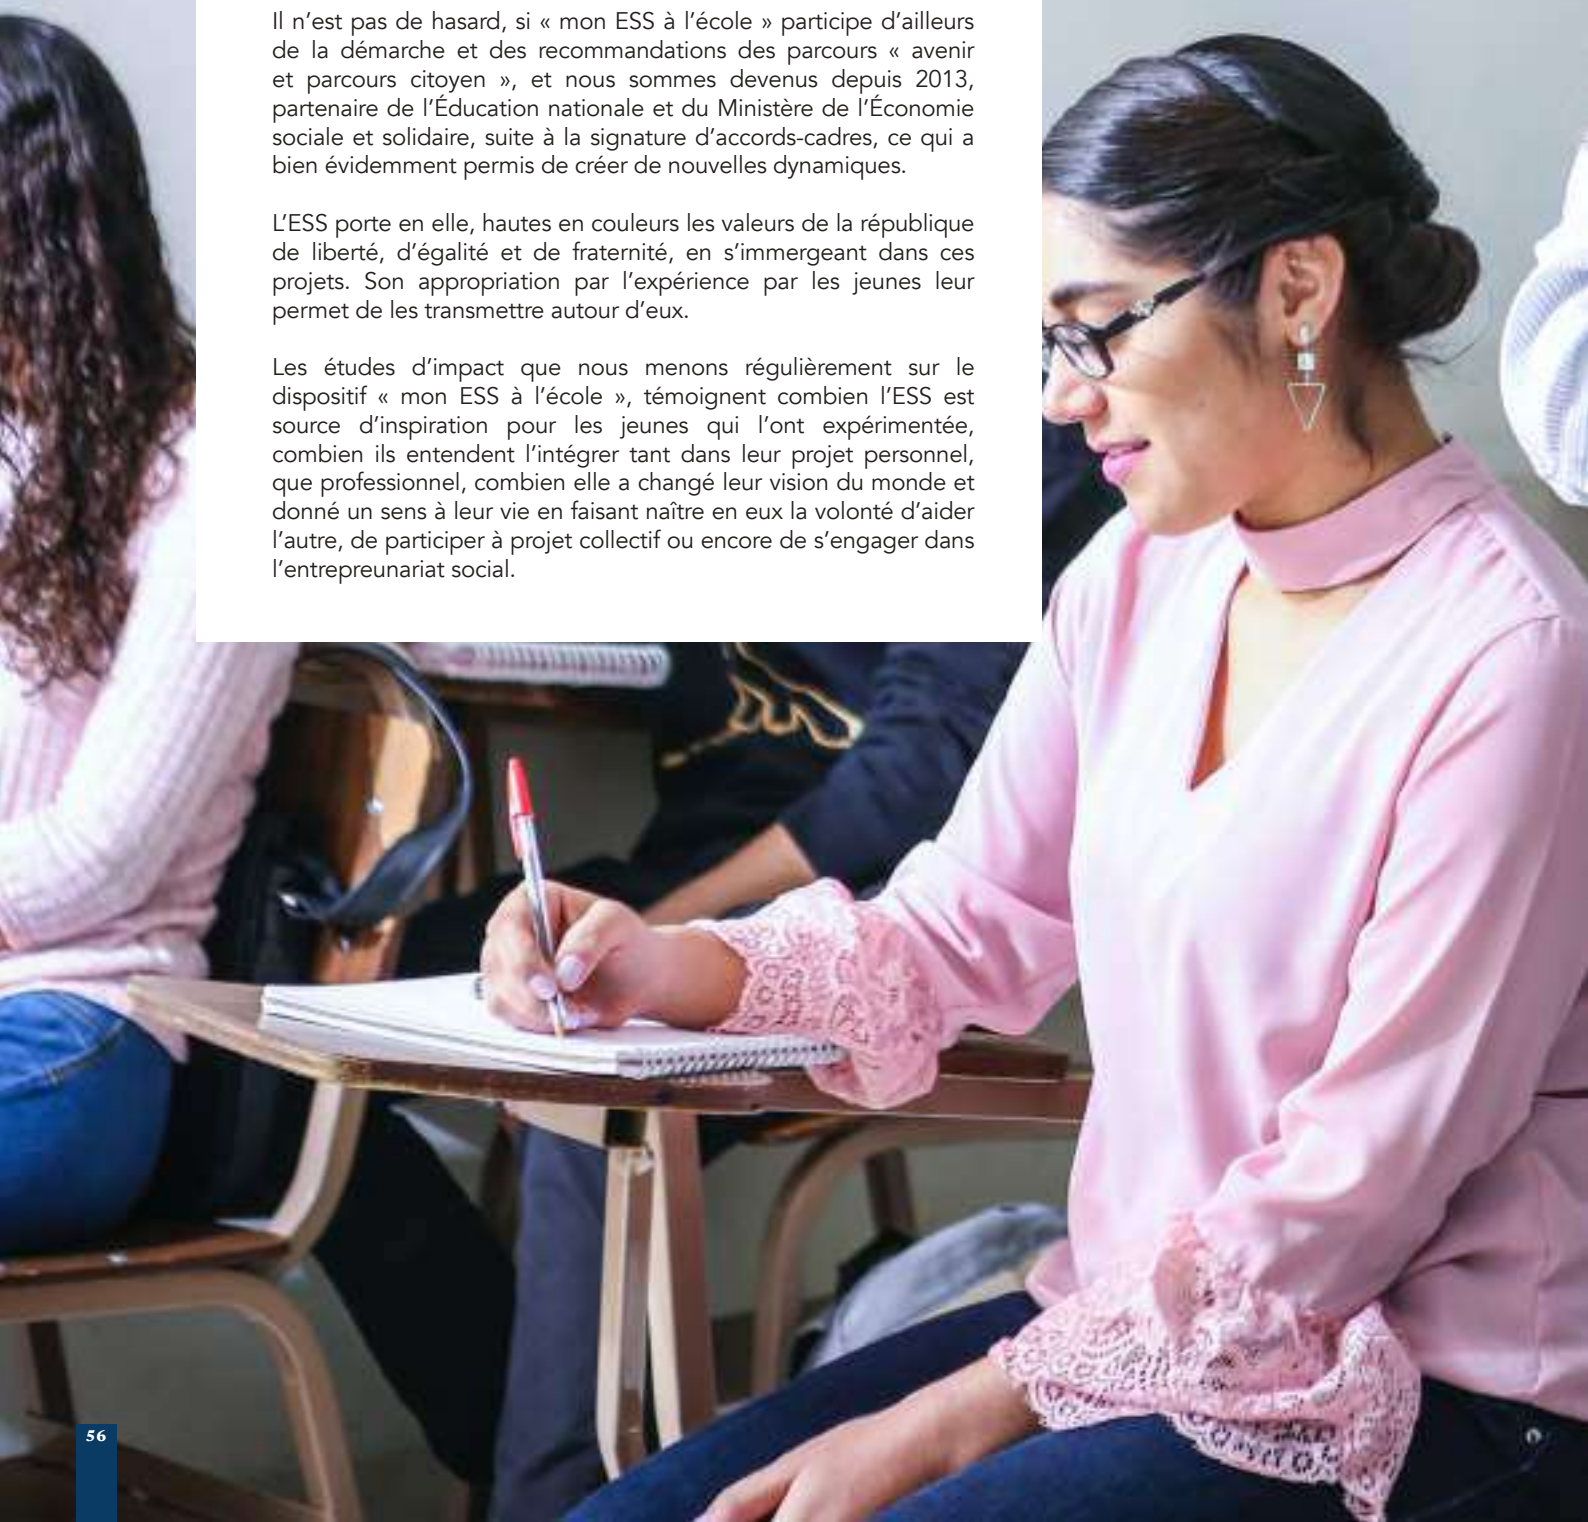 Il n’est pas de hasard, si « mon ESS à l’école » participe d’ailleurs
de la démarche et des recommandations des parcours « avenir
et parcours citoyen », et nous sommes devenus depuis 2013,
partenaire de l’Éducation nationale et du Ministère de l’Économie
sociale et solidaire, suite à la signature d’accords-cadres, ce qui a
bien évidemment permis de créer de nouvelles dynamiques.
L’ESS porte en elle, hautes en couleurs les valeurs de la république
de liberté, d’égalité et de fraternité, en s’immergeant dans ces
projets. Son appropriation par l’expérience par les jeunes leur
permet de les transmettre autour d’eux.
Les études d’impact que nous menons régulièrement sur le
dispositif « mon ESS à l’école », témoignent combien l’ESS est
source d’inspiration pour les jeunes qui l’ont expérimentée,
combien ils entendent l’intégrer tant dans leur projet personnel,
que professionnel, combien elle a changé leur vision du monde et
donné un sens à leur vie en faisant naître en eux la volonté d’aider
l’autre, de participer à projet collectif ou encore de s’engager dans
l’entrepreunariat social.
56